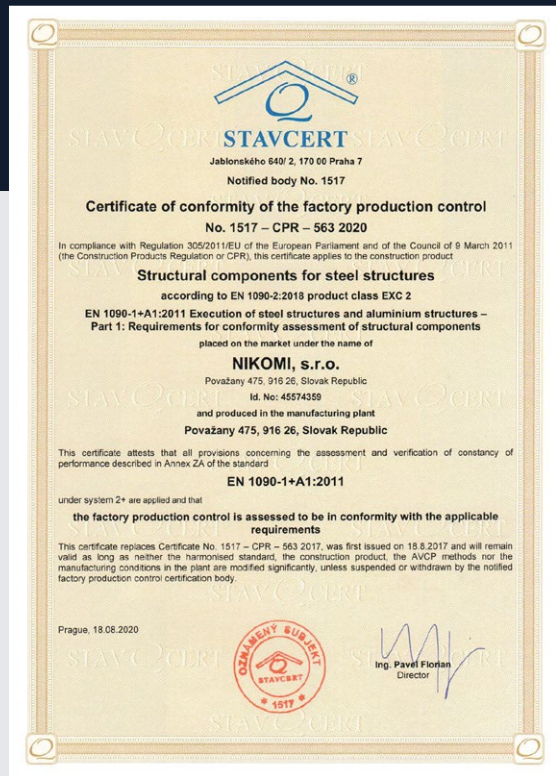 STAVCERT
®
Jablonského 640/ 2, 170 00 Praha 7
Notified body No. 1517
Certificate of conformity of the factory production control
No. 1517 – CPR – 563 2020
In compliance with Regulation 305/2011/EU of the European Parliament and of the Council of 9 March 2011
(the Construction Products Regulation or CPR), this certificate applies to the construction product
Structural components for steel structures
according to EN 1090-2:2018 product class EXC 2
EN 1090-1+A1:2011 Execution of steel structures and aluminium structures –
Part 1: Requirements for conformity assessment of structural components
placed on the market under the name of
NIKOMI, s.r.o.
Považany 475, 916 26, Slovak Republic
Id. No: 45574359
and produced in the manufacturing plant
Považany 475, 916 26, Slovak Republic
This certificate attests that all provisions concerning the assessment and verification of constancy of
performance described in Annex ZA of the standard
EN 1090-1+A1:2011
under system 2+ are applied and that
the factory production control is assessed to be in conformity with the applicable
requirements
This certificate replaces Certificate No. 1517 – CPR – 563 2017, was first issued on 18.8.2017 and will remain
valid as long as neither the harmonised standard, the construction product, the AVCP methods nor the
manufacturing conditions in the plant are modified significantly, unless suspended or withdrawn by the notified
factory production control certification body.
Prague, 18.08.2020
OZNÁMENÝ SUBJEKT
STAVCERT
* 1517 *
Ing. Pavel Florian
Director